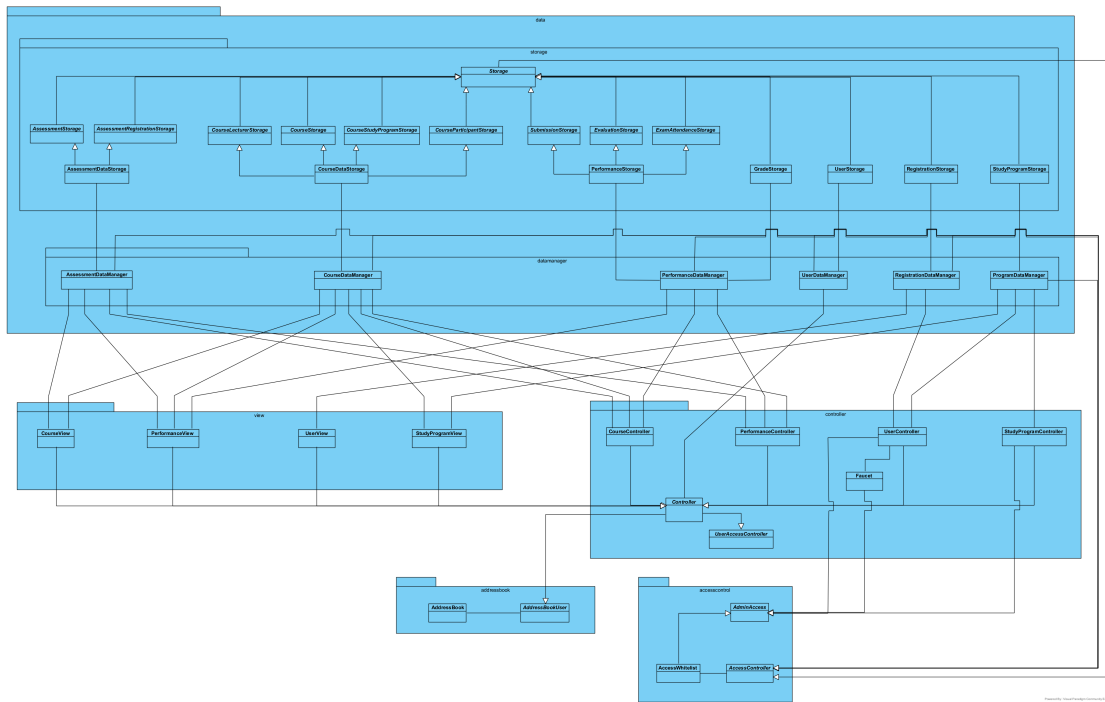 data
storage
Storage
AssessmentStorage
AssessmentRegistrationStorage
CourseLecturerStorage
CourseStorage
CourseStudyProgramStorage
CourseParticipantStorage
SubmissionStorage
EvaluationStorage
ExamAttendanceStorage
AssessmentDataStorage
CourseDataStorage
PerformanceStorage
GradeStorage
UserStorage
RegistrationStorage
StudyProgramStorage
datamanager
AssessmentDataManager
CourseDataManager
PerformanceDataManager
UserDataManager
RegistrationDataManager
ProgramDataManager
view
CourseView
PerformanceView
UserView
StudyProgramView
controller
CourseController
PerformanceController
UserController
StudyProgramController
Faucet
Controller
UserAccessController
addressbook
AddressBook
AddressBookUser
accesscontrol
AdminAccess
AccessWhitelist
AccessController